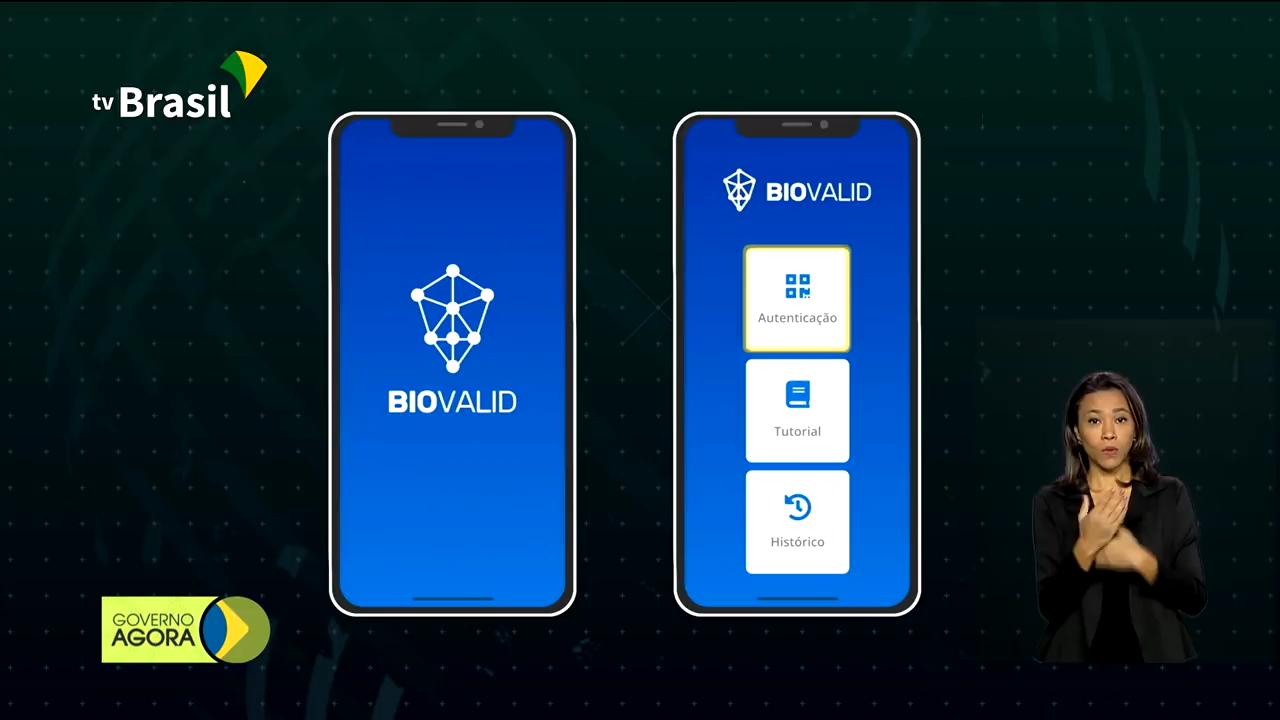 tv Brasil
BIOVALID
BIOVALID
Autenticação
Tutorial
Histórico
GOVERNO
AGORA